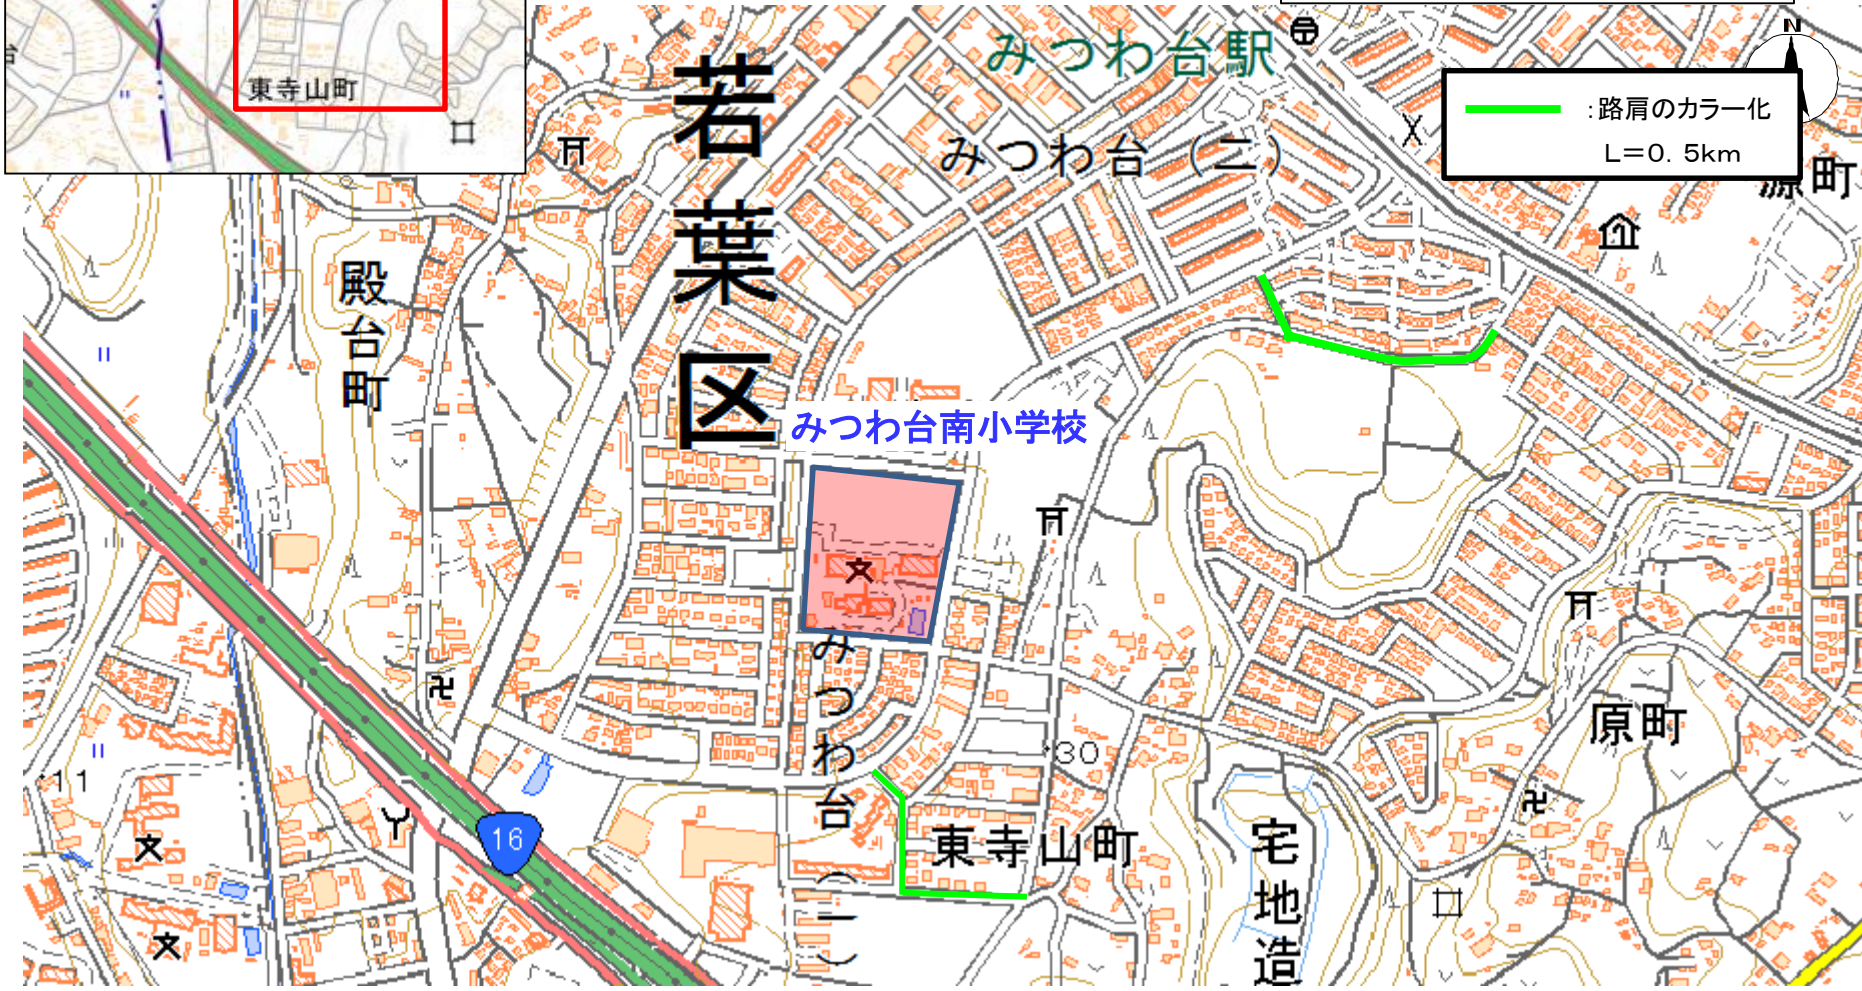 東寺山町
みつわ台駅
N
:路肩のカラー化
L=0. 5km
みつわ台 (二)
源町
若葉区
殿台町
みつわ台南小学校
みつわ台 (一)
原町
30
11
16
東寺山町
宅地造